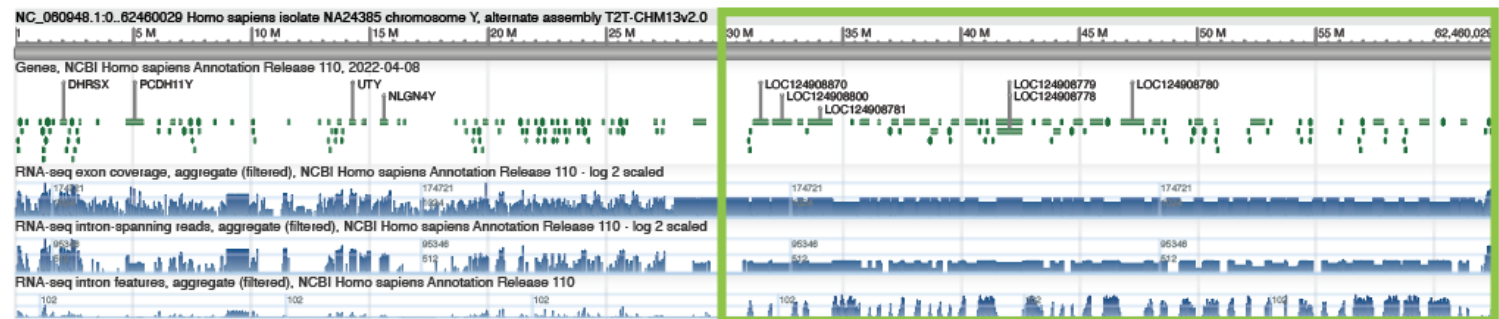 NC_060948.1:0..62460029 Homo sapiens isolate NA24385 chromosome Y, alternate assembly T2T-CHM13v2.0
1 5 M 10 M 15 M 20 M 25 M 30 M 35 M 40 M 45 M 50 M 55 M 62,460,029
Genes, NCBI Homo sapiens Annotation Release 110, 2022-04-08
DHRSX PCDH11Y UTY LOC124908870 LOC124908779 LOC124908780
NLGN4Y LOC124908800 LOC124908778
LOC124908781
RNA-seq exon coverage, aggregate (filtered), NCBI Homo sapiens Annotation Release 110 - log 2 scaled
174721 174721 174721 174721
RNA-seq intron-spanning reads, aggregate (filtered), NCBI Homo sapiens Annotation Release 110 - log 2 scaled
95346 95346 95346 95346
512 512 512 512
RNA-seq intron features, aggregate (filtered), NCBI Homo sapiens Annotation Release 110
102 102 102 102 102